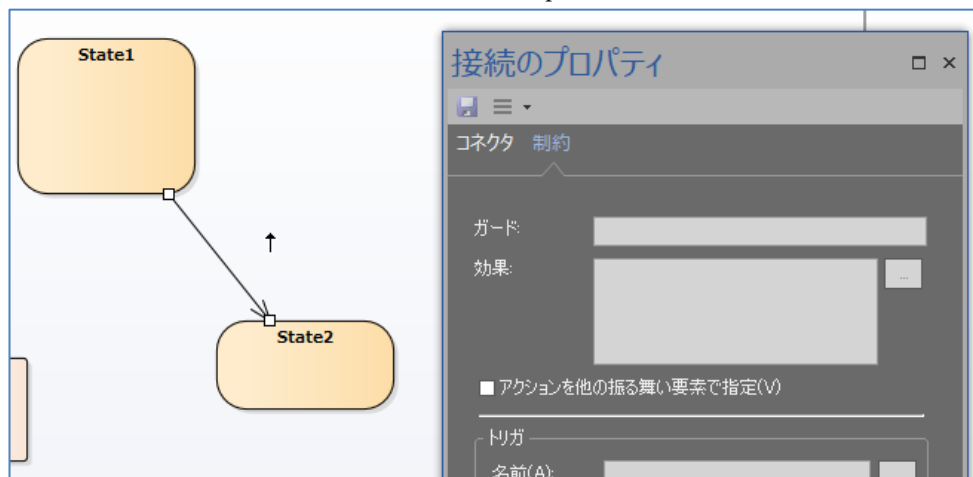 State1
State2
接続のプロパティ
コネクタ 制約
ガード:
効果:
...
アクションを他の振る舞い要素で指定(V)
トリガ
名前(A):